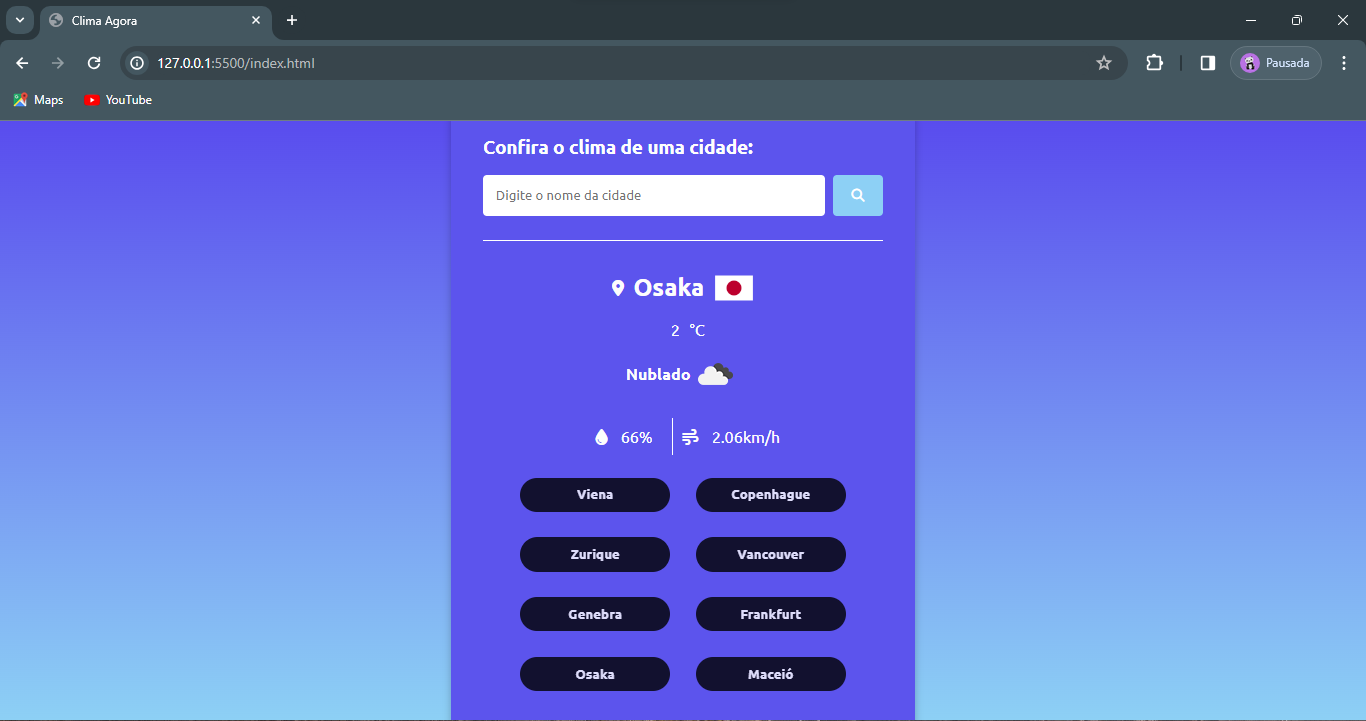 Clima Agora
127.0.0.1:5500/index.html
Pausada
Maps YouTube
Confira o clima de uma cidade:
Digite o nome da cidade
Osaka
2 °C
Nublado
66% 2.06km/h
Viena Copenhague
Zurique Vancouver
Genebra Frankfurt
Osaka Maceió